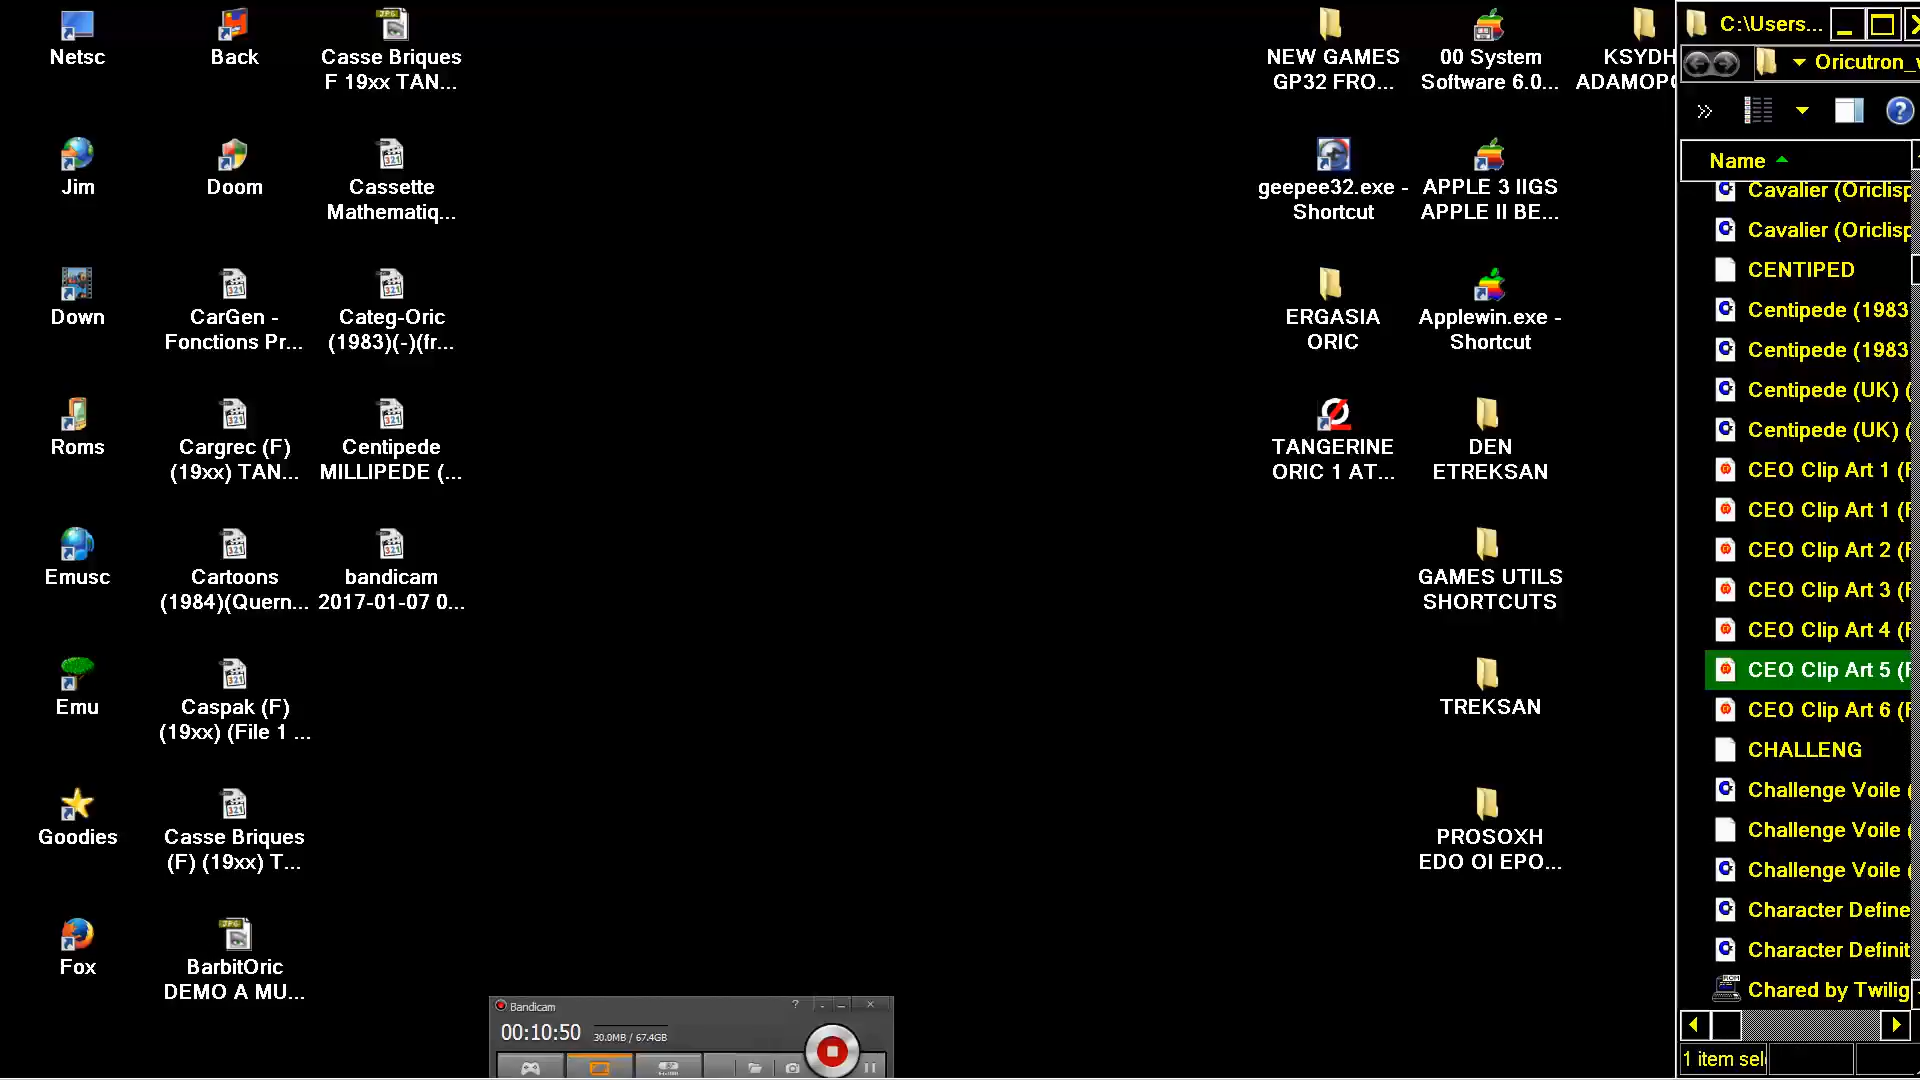 Netsc
Back
Casse Briques
F 19xx TAN...
Jim
Doom
Cassette
Mathematiq...
Down
CarGen -
Fonctions Pr...
Categ-Oric
(1983)(-)(fr...
Roms
Cargrec (F)
(19xx) TAN...
Centipede
MILLIPEDE (...
Emusc
Cartoons
(1984)(Quern...
bandicam
2017-01-07 0...
Emu
Caspak (F)
(19xx) (File 1 ...
Goodies
Casse Briques
(F) (19xx) T...
Fox
BarbitOric
DEMO A MU...
NEW GAMES
GP32 FRO...
00 System
Software 6.0...
KSYDH
ADAMOPO
geepee32.exe -
Shortcut
APPLE 3 IIGS
APPLE II BE...
ERGASIA
ORIC
Applewin.exe -
Shortcut
TANGERINE
ORIC 1 AT...
DEN
ETREKSAN
GAMES UTILS
SHORTCUTS
TREKSAN
PROSOXH
EDO OI EPO...
Bandicam
00:10:50
30.0MB / 67.4GB
C:\Users...
Oricutron_
Name
Cavalier (Oriclisp
Cavalier (Oriclisp
CENTIPED
Centipede (1983
Centipede (1983
Centipede (UK) (
Centipede (UK) (
CEO Clip Art 1 (F
CEO Clip Art 1 (F
CEO Clip Art 2 (F
CEO Clip Art 3 (F
CEO Clip Art 4 (F
CEO Clip Art 5 (F
CEO Clip Art 6 (F
CHALLENG
Challenge Voile (
Challenge Voile (
Challenge Voile (
Character Define
Character Definit
Chared by Twilig
1 item sel